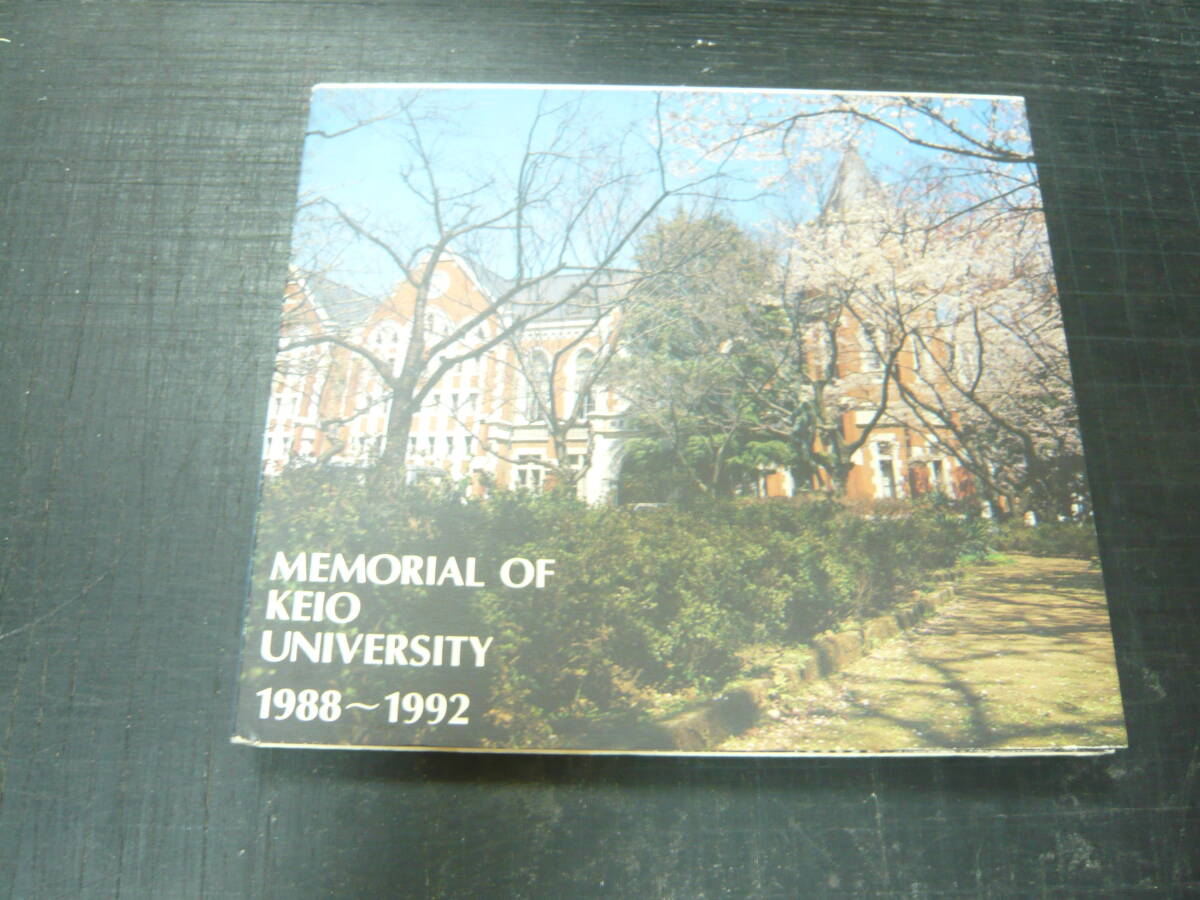 MEMORIAL OF
KEIO
UNIVERSITY
1988～1992